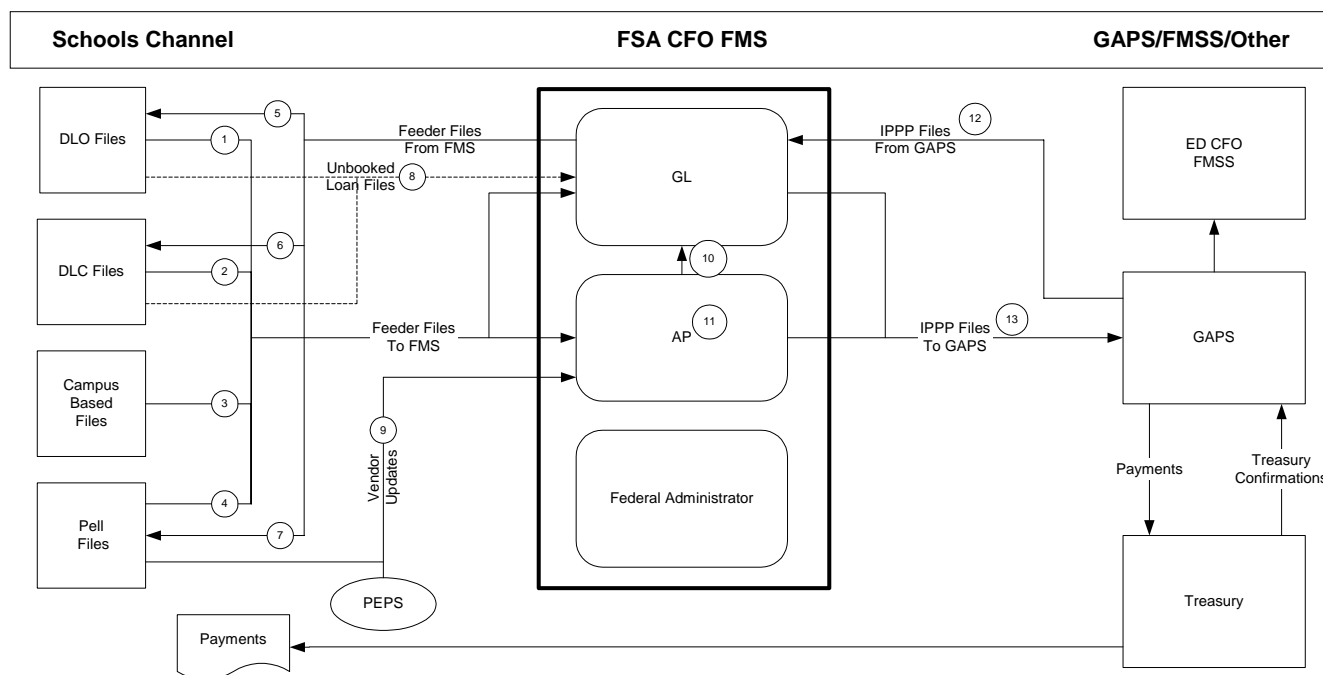 Schools Channel
FSA CFO FMS
GAPS/FMSS/Other
DLO Files
5
1
Feeder Files
From FMS
Unbooked
Loan Files
8
GL
IPPP Files
From GAPS
12
ED CFO
FMSS
DLC Files
6
2
10
Feeder Files
To FMS
AP
11
IPPP Files
To GAPS
13
GAPS
Campus
Based
Files
3
9
Vendor
Updates
Federal Administrator
Payments
Treasury
Confirmations
Pell
Files
4
7
PEPS
Treasury
Payments